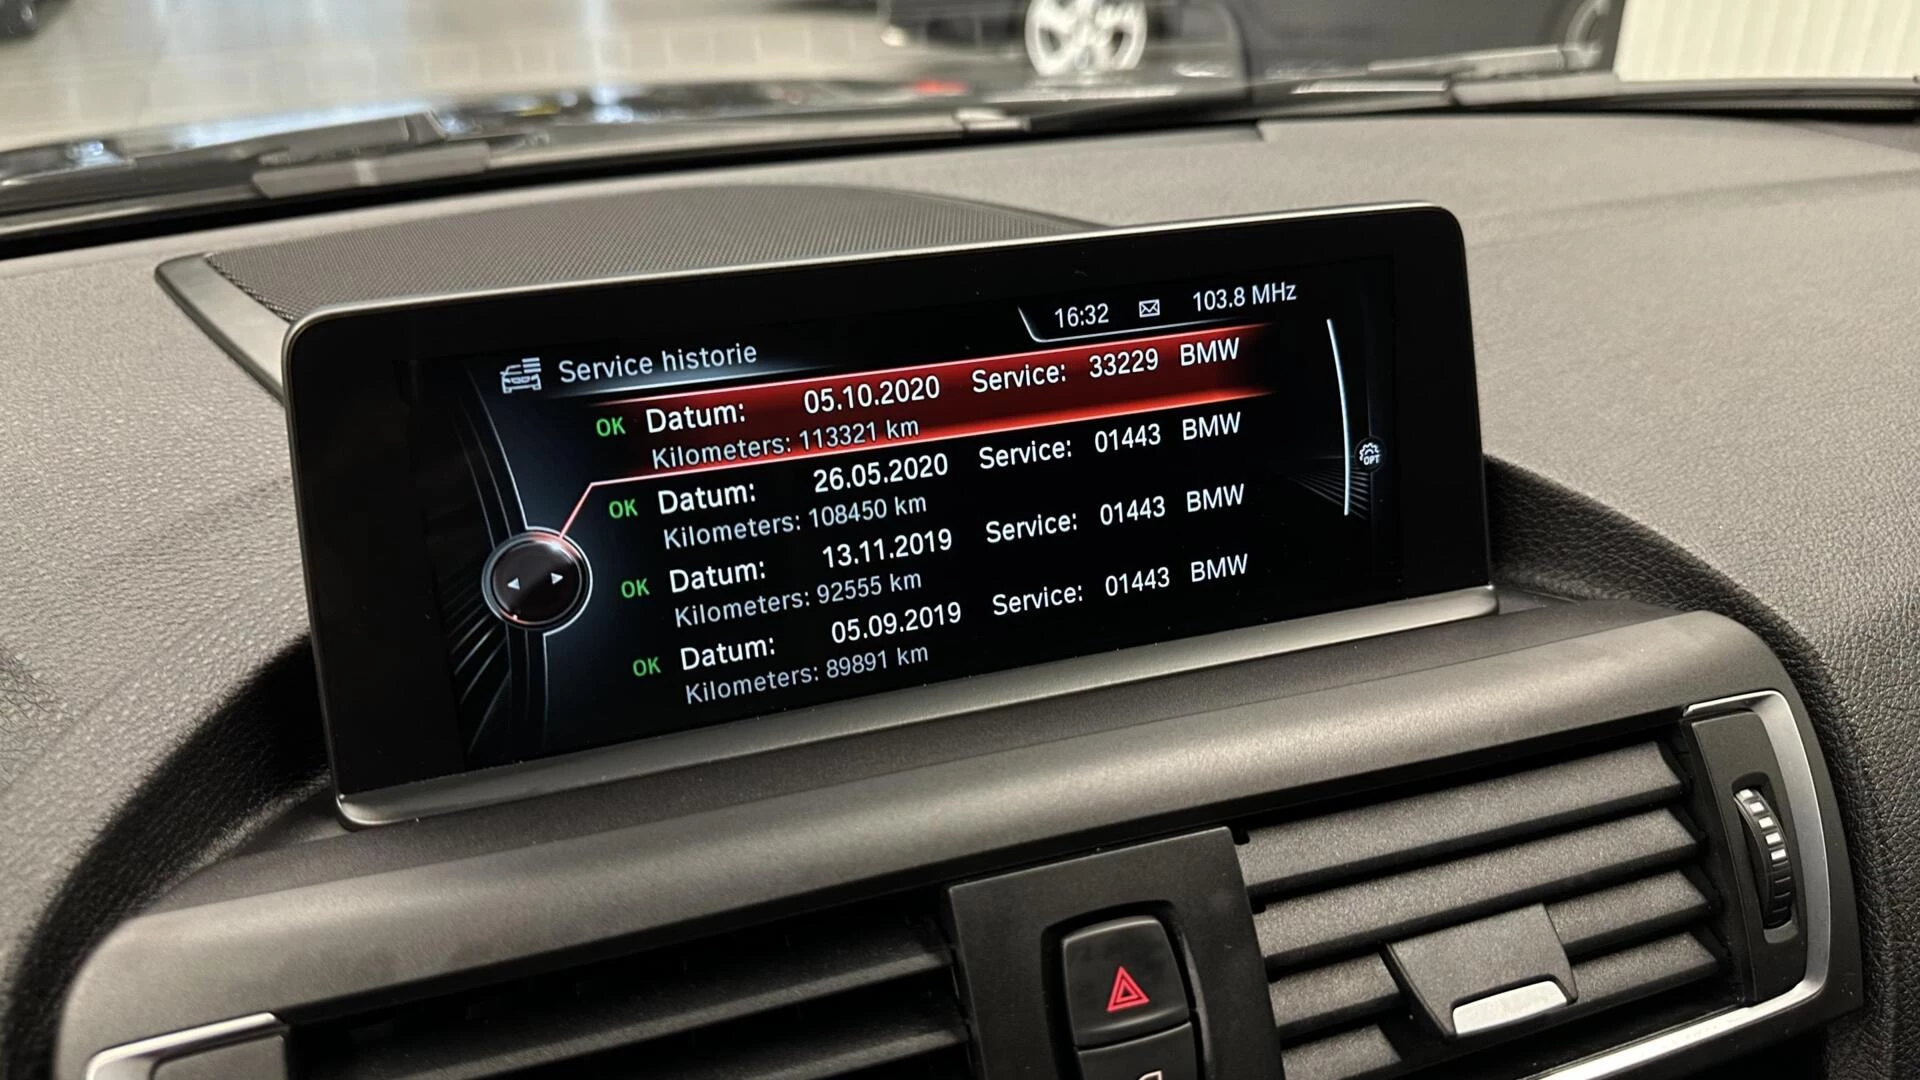 16:32 103.8 MHz
Service historie
OK Datum: 05.10.2020 Service: 33229 BMW
Kilometers: 113321 km
OK Datum: 26.05.2020 Service: 01443 BMW
Kilometers: 108450 km
OK Datum: 13.11.2019 Service: 01443 BMW
Kilometers: 92555 km
OK Datum: 05.09.2019 Service: 01443 BMW
Kilometers: 89891 km
OPT